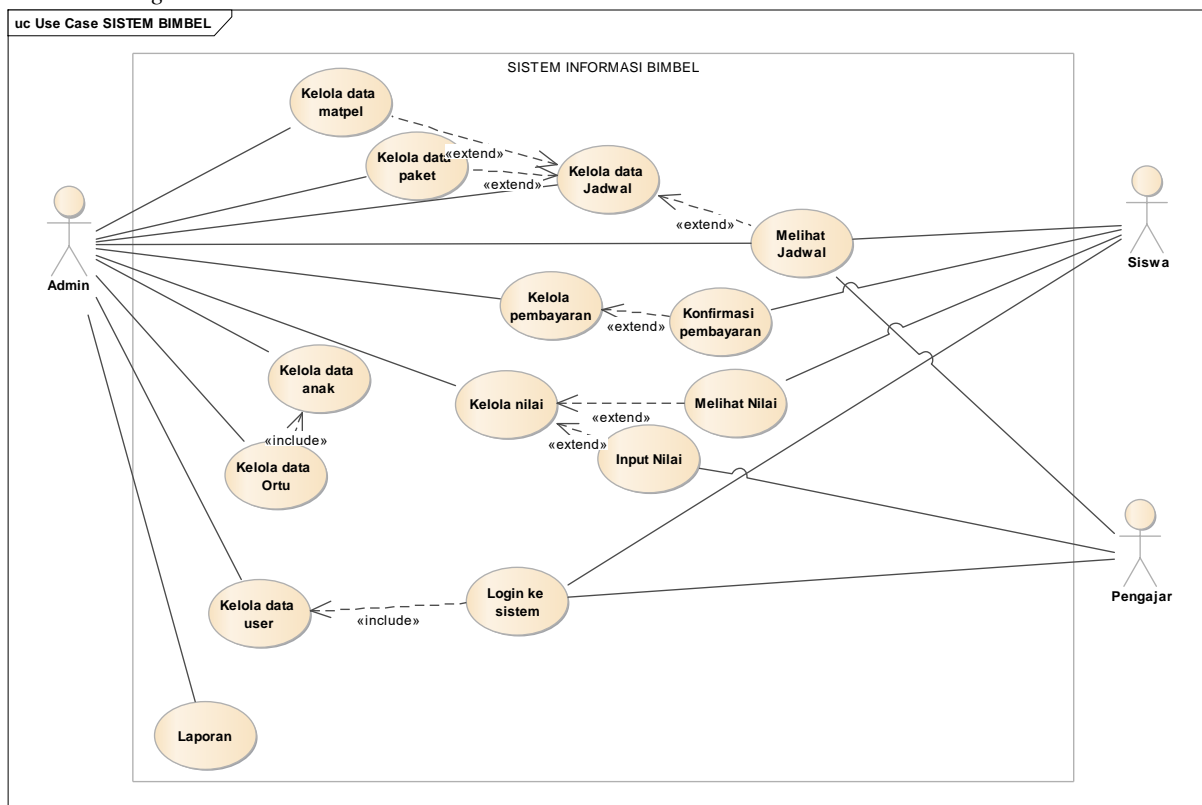 uc Use Case SISTEM BIMBEL
SISTEM INFORMASI BIMBEL
Kelola data
matpel
«extend»
Kelola data
paket
«extend»
Kelola data
Jadwal
«extend»
Melihat
Jadwal
Admin
Siswa
Kelola
pembayaran
«extend»
Konfirmasi
pembayaran
Kelola data
anak
Kelola nilai
«extend»
Melihat Nilai
«include»
«extend»
Input Nilai
Kelola data
Ortu
Kelola data
user
«include»
Login ke
sistem
Pengajar
Laporan